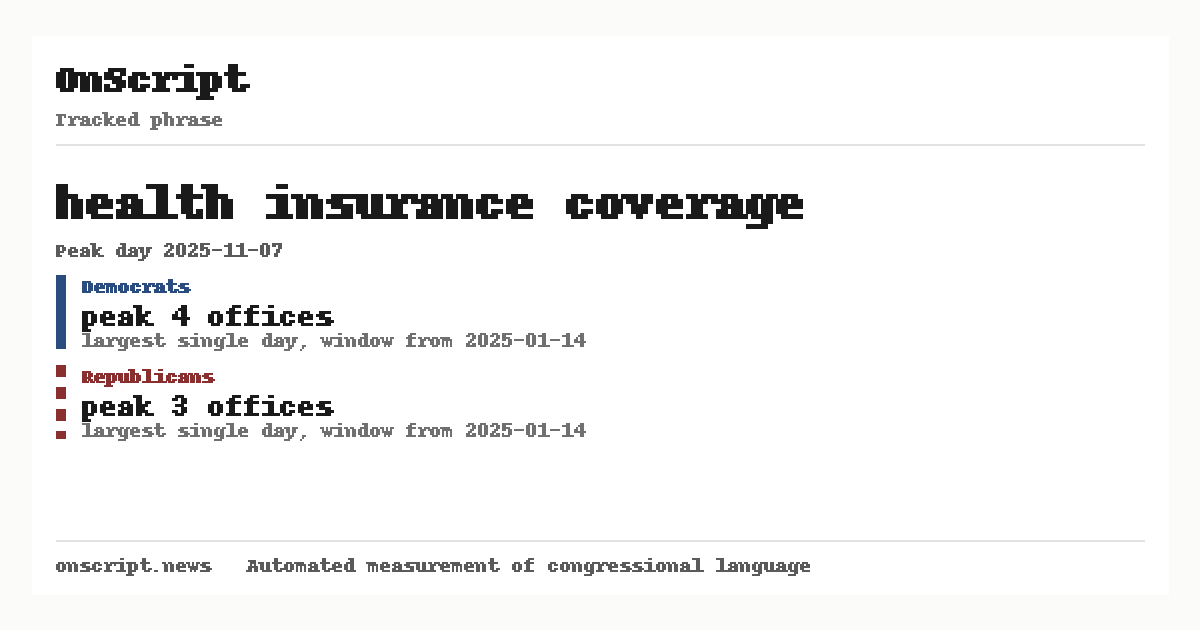 OnScript
Tracked phrase
health insurance coverage
Peak day 2025-11-07
Democrats
peak 4 offices
largest single day, window from 2025-01-14
Republicans
peak 3 offices
largest single day, window from 2025-01-14
onscript.news Automated measurement of congressional language